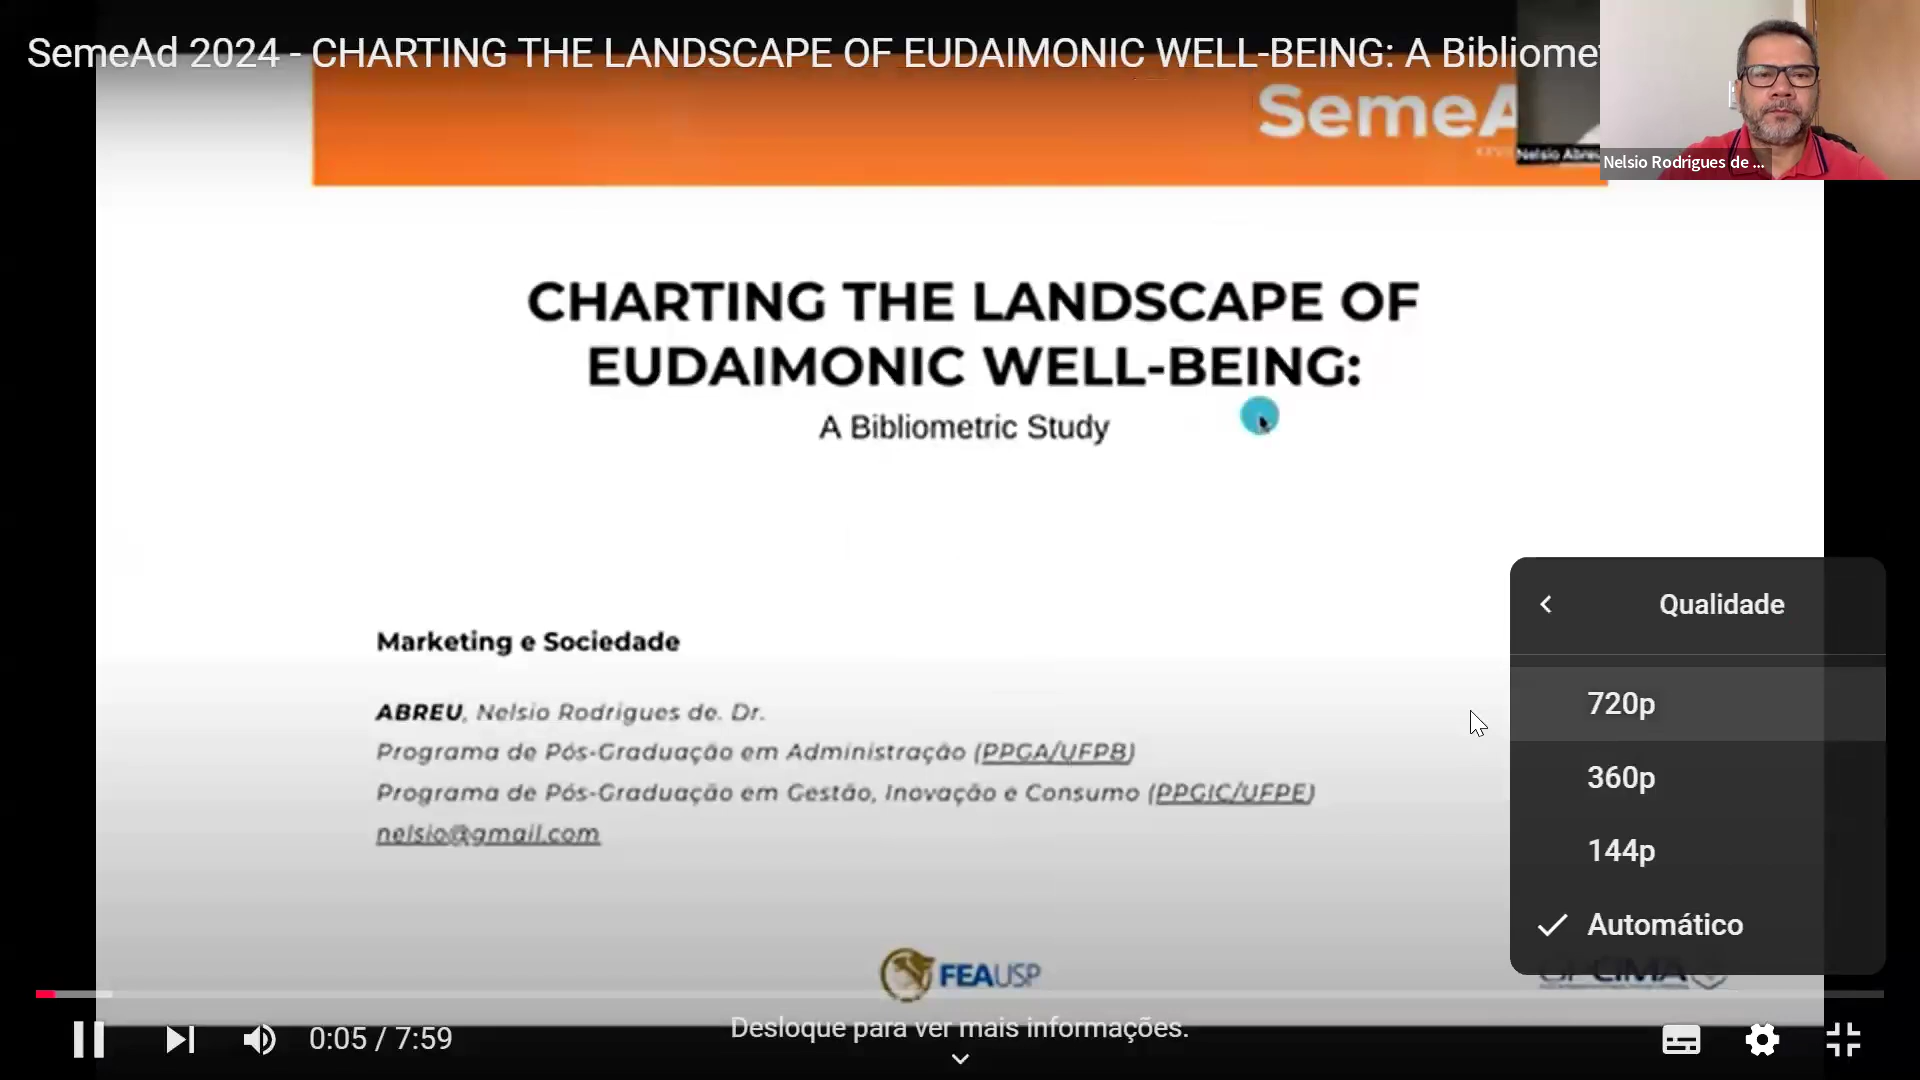 SemeAd 2024 - CHARTING THE LANDSCAPE OF EUDAIMONIC WELL-BEING: A Bibliome
SemeA
Nelsio Abre
Nelsio Rodrigues de ...
CHARTING THE LANDSCAPE OF
EUDAIMONIC WELL-BEING:
A Bibliometric Study
Marketing e Sociedade
ABREU, Nelsio Rodrigues de. Dr.
Programa de Pós-Graduação em Administração (PPGA/UFPB)
Programa de Pós-Graduação em Gestão, Inovação e Consumo (PPGIC/UFPE)
nelsio@gmail.com
Qualidade
720p
360p
144p
Automático
FEAUSP
0:05 / 7:59
Desloque para ver mais informações.